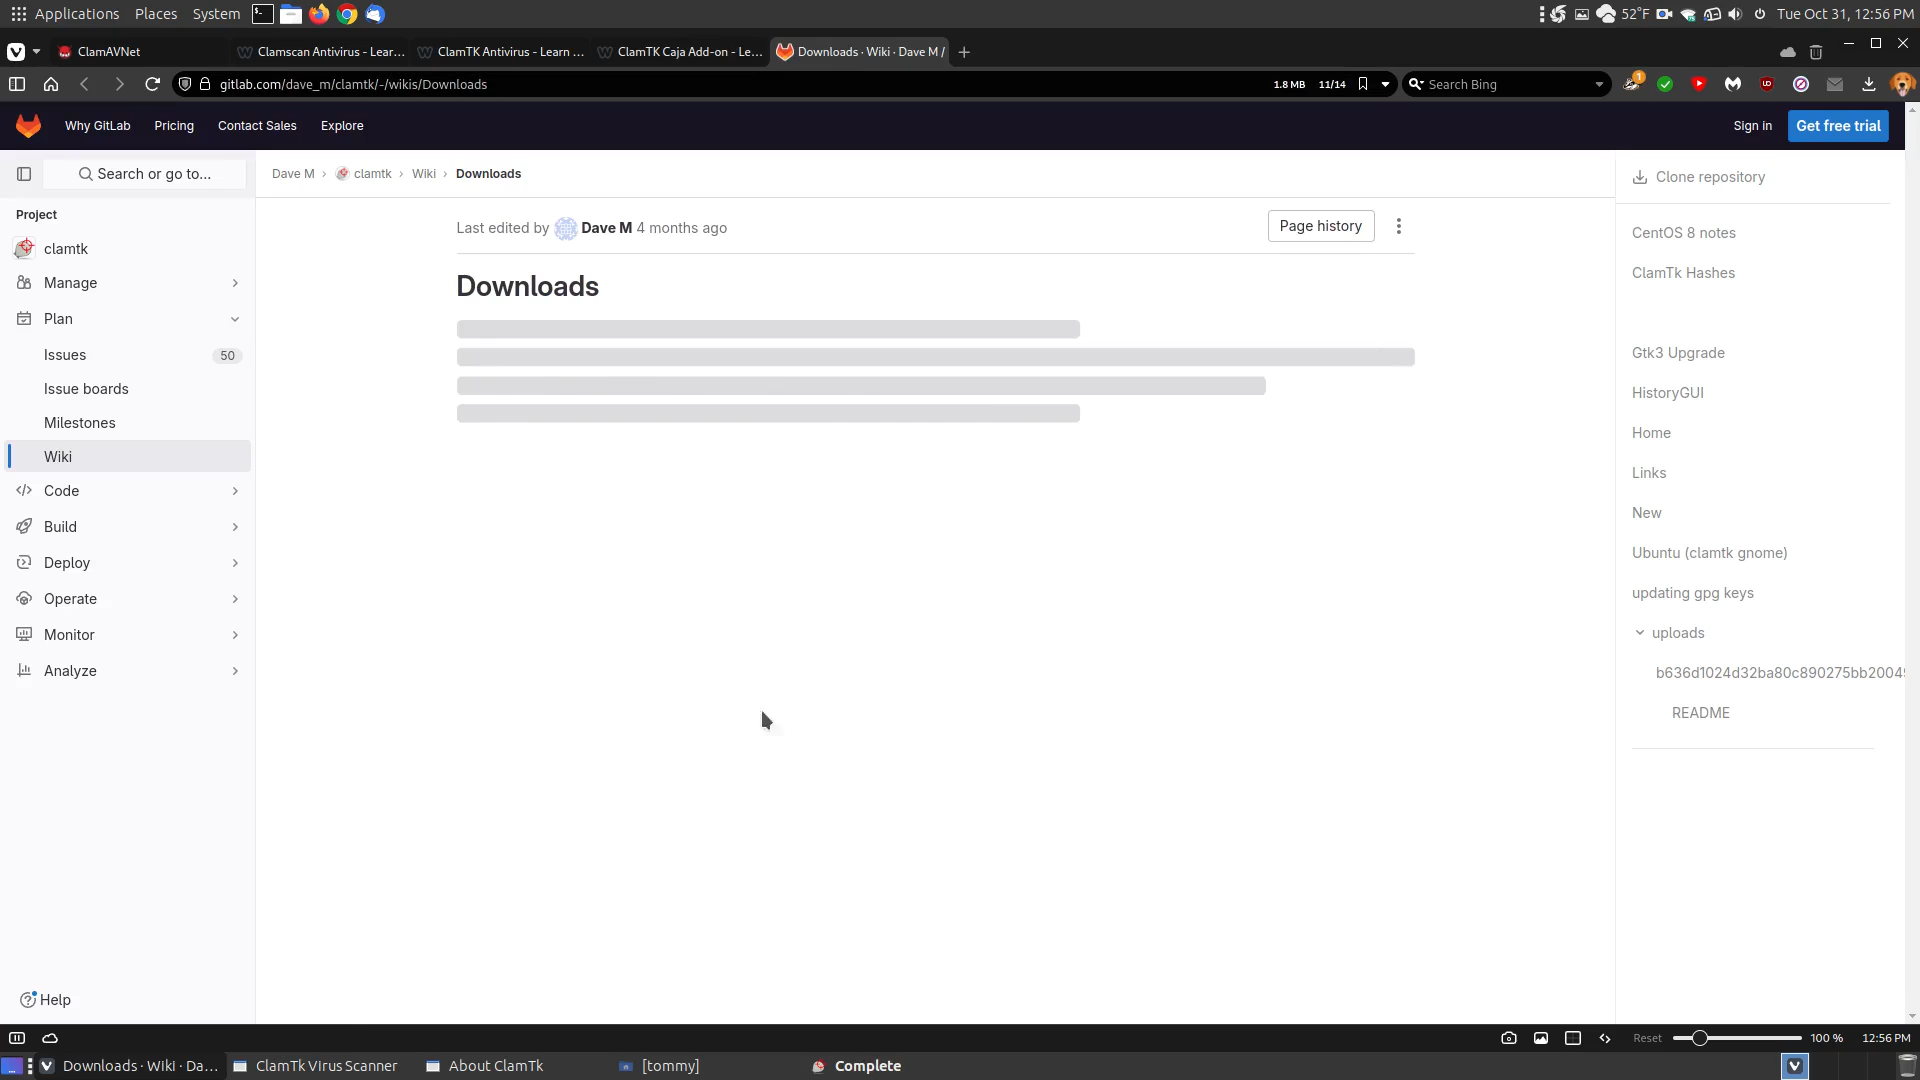 Applications Places System 52°F Tue Oct 31, 12:56 PM
ClamAVNet Clamscan Antivirus - Lear... ClamTK Antivirus - Learn ... ClamTK Caja Add-on - Le... Downloads · Wiki · Dave M /
gitlab.com/dave_m/clamtk/-/wikis/Downloads 1.8 MB 11/14 Search Bing 1
Why GitLab Pricing Contact Sales Explore Sign in Get free trial
Search or go to...
Dave M › clamtk › Wiki › Downloads
Clone repository
Project
clamtk
Manage
Plan
Issues 50
Issue boards
Milestones
Wiki
Code
Build
Deploy
Operate
Monitor
Analyze
Help
Last edited by Dave M 4 months ago
Page history
Downloads
CentOS 8 notes
ClamTk Hashes
Gtk3 Upgrade
HistoryGUI
Home
Links
New
Ubuntu (clamtk gnome)
updating gpg keys
uploads
b636d1024d32ba80c890275bb2004
README
Reset 100 % 12:56 PM
Downloads · Wiki · Da... ClamTk Virus Scanner About ClamTk [tommy] Complete